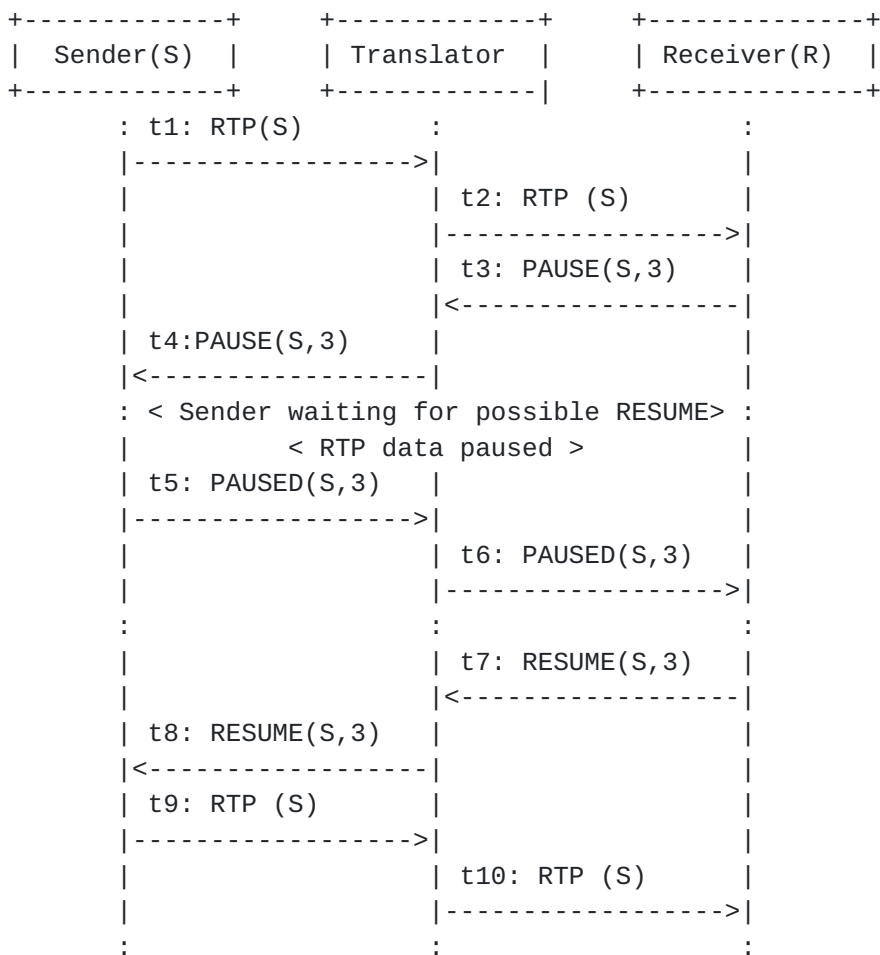 Sender(S) Translator Receiver(R)
t1: RTP(S)
t2: RTP (S)
t3: PAUSE(S,3)
t4:PAUSE(S,3)
< Sender waiting for possible RESUME>
< RTP data paused >
t5: PAUSED(S,3)
t6: PAUSED(S,3)
t7: RESUME(S,3)
t8: RESUME(S,3)
t9: RTP (S)
t10: RTP (S)